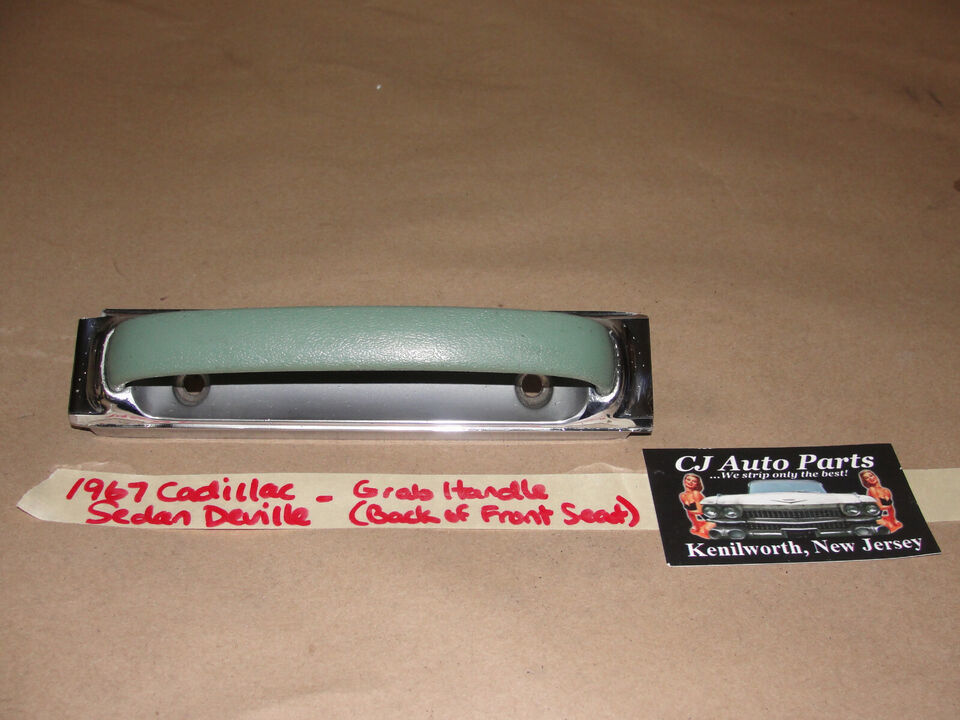 1967 Cadillac - Grab Handle
Sedan Deville (Back of Front Seat)
CJ Auto Parts
...We strip only the best!
Kenilworth, New Jersey